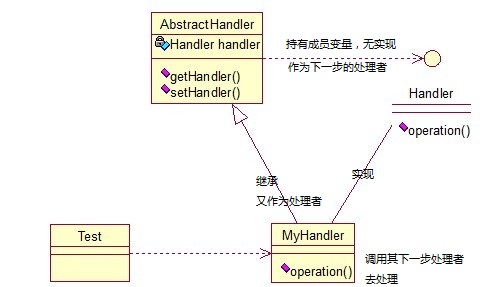 AbstractHandler
Handler handler
getHandler()
setHandler()
持有成员变量，无实现
作为下一步的处理者
Handler
operation()
继承
又作为处理者
实现
Test
MyHandler
operation()
调用其下一步处理者
去处理